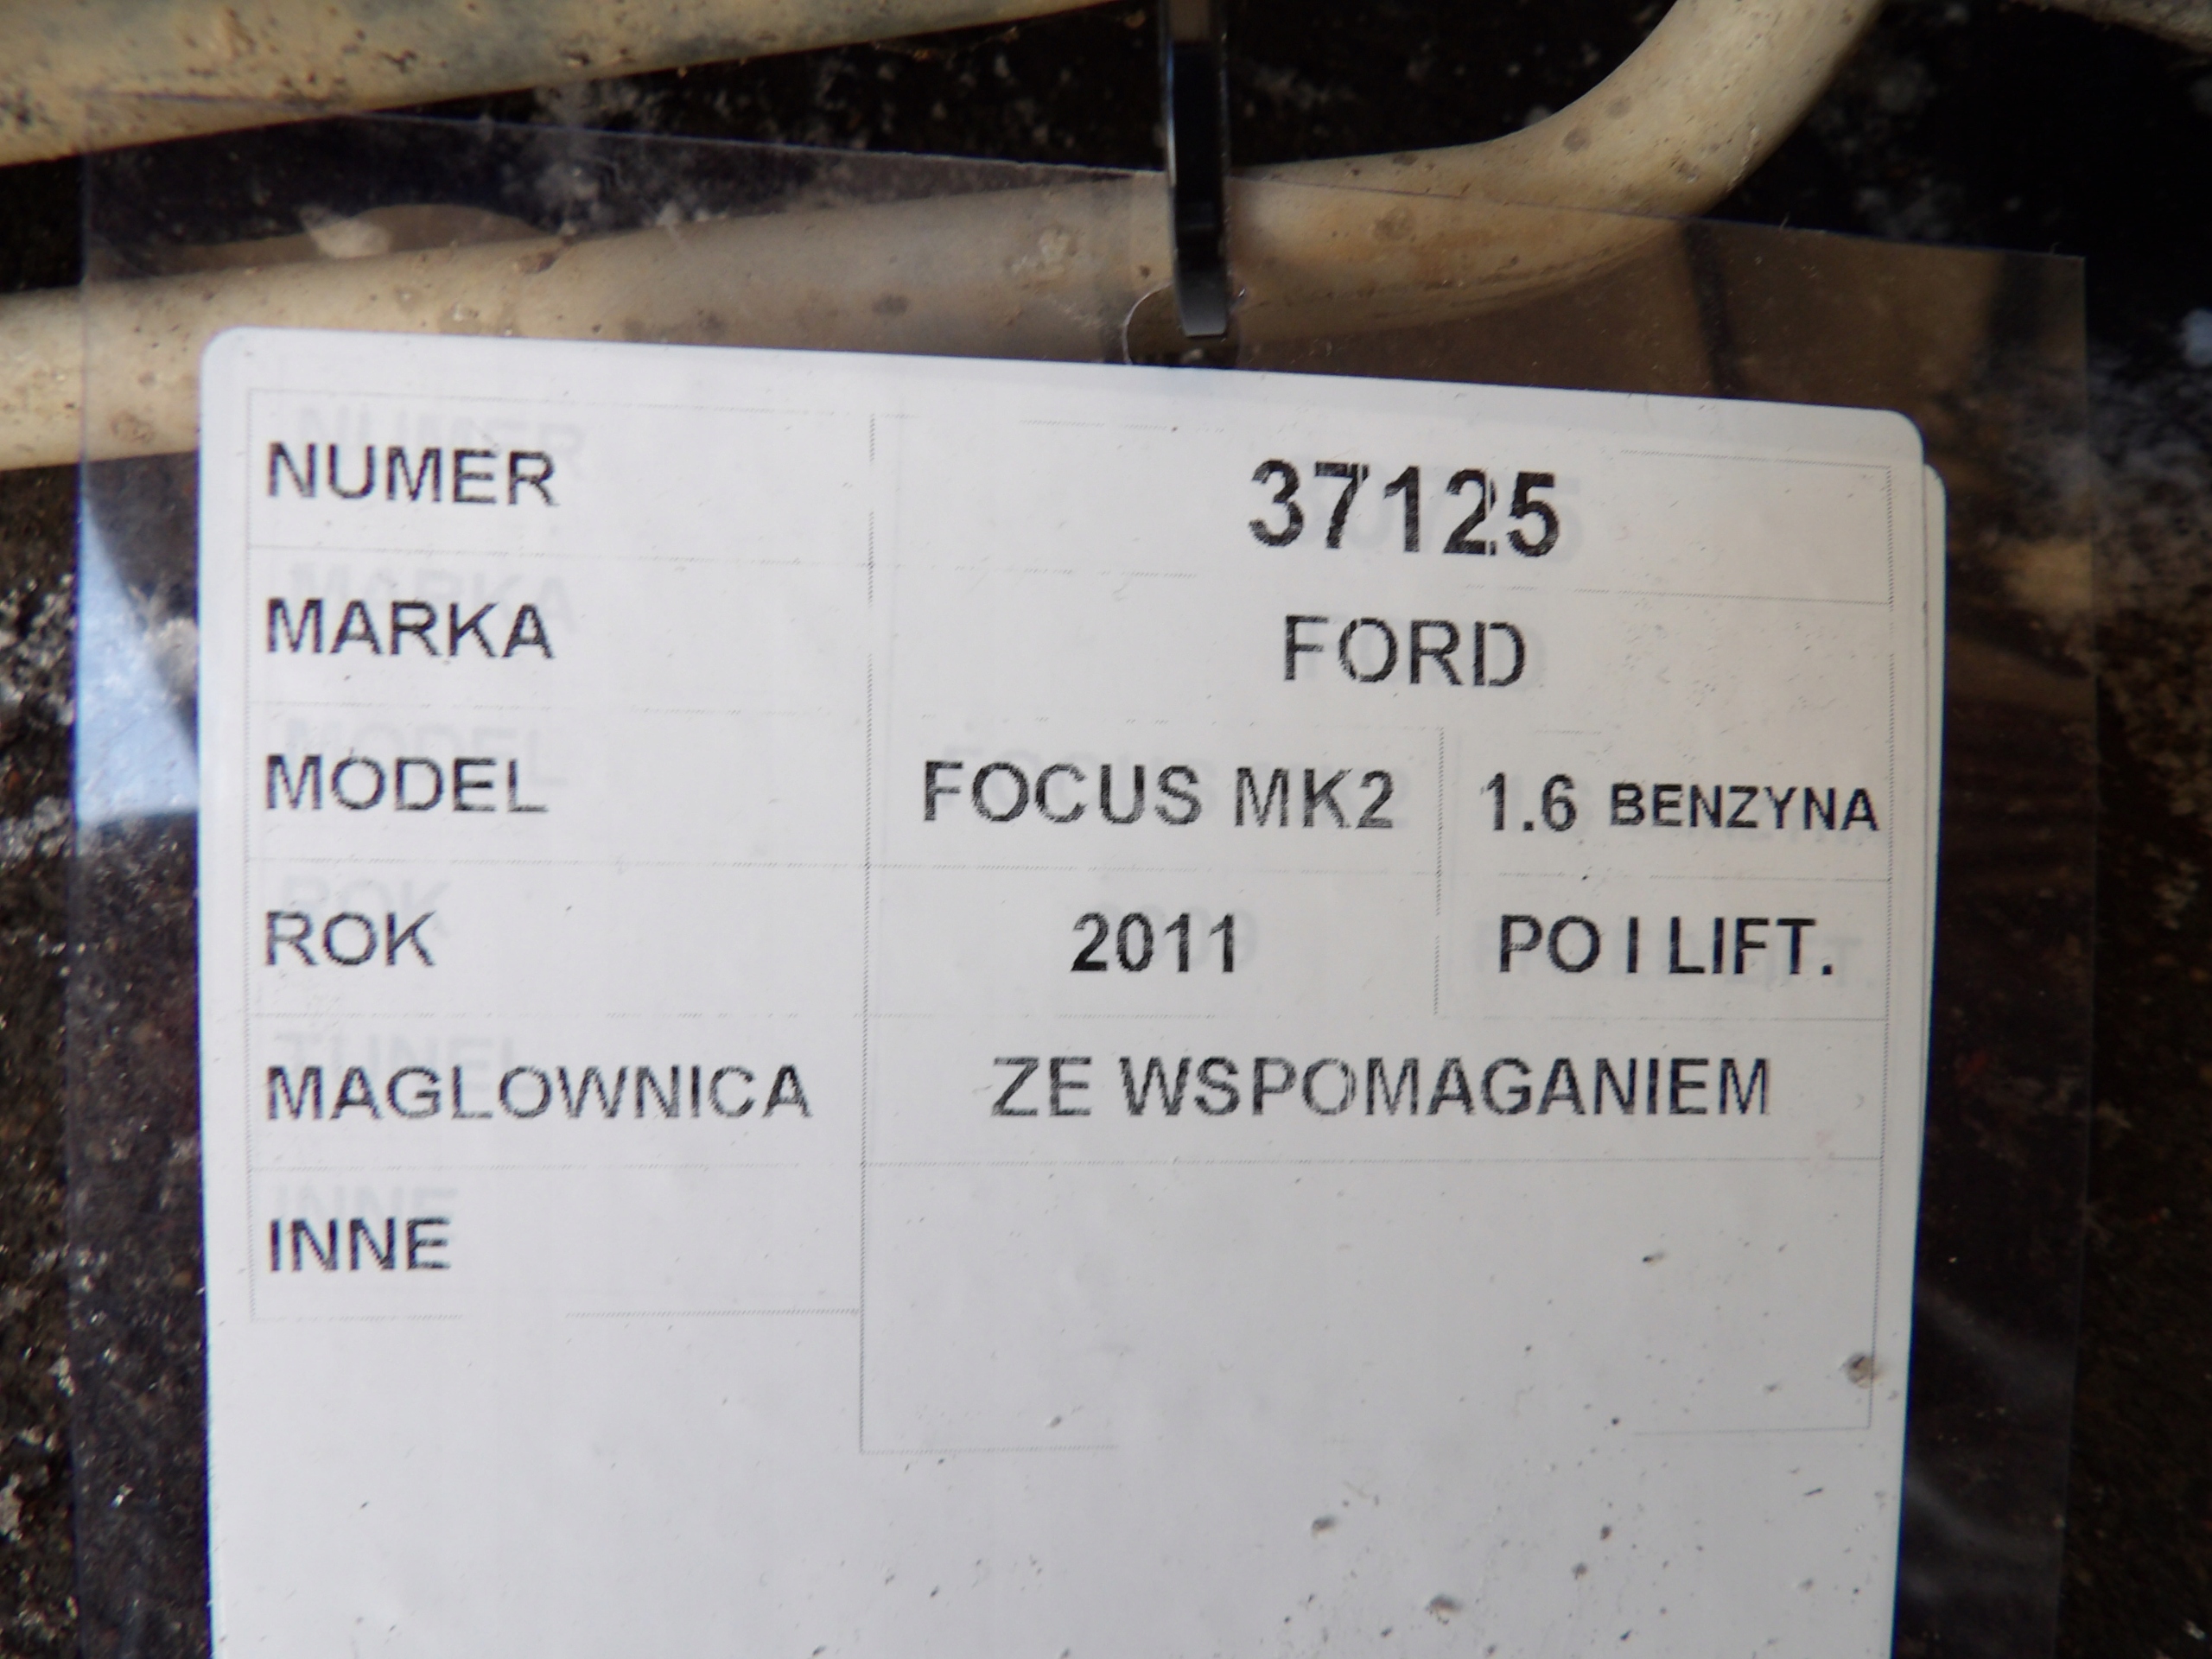 NUMER 37125
MARKA FORD
MODEL FOCUS MK2 1.6 BENZYNA
ROK 2011 PO I LIFT.
MAGLOWNICA ZE WSPOMAGANIEM
INNE